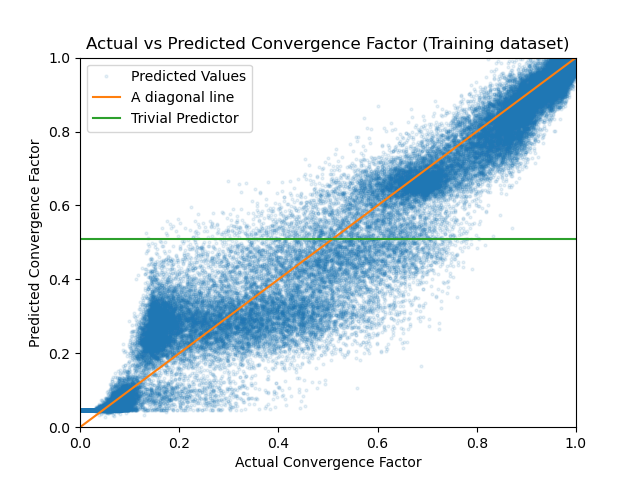 Actual vs Predicted Convergence Factor (Training dataset)
Predicted Values
A diagonal line
Trivial Predictor
Predicted Convergence Factor
1.0
0.8
0.6
0.4
0.2
0.0
0.0 0.2 0.4 0.6 0.8 1.0
Actual Convergence Factor